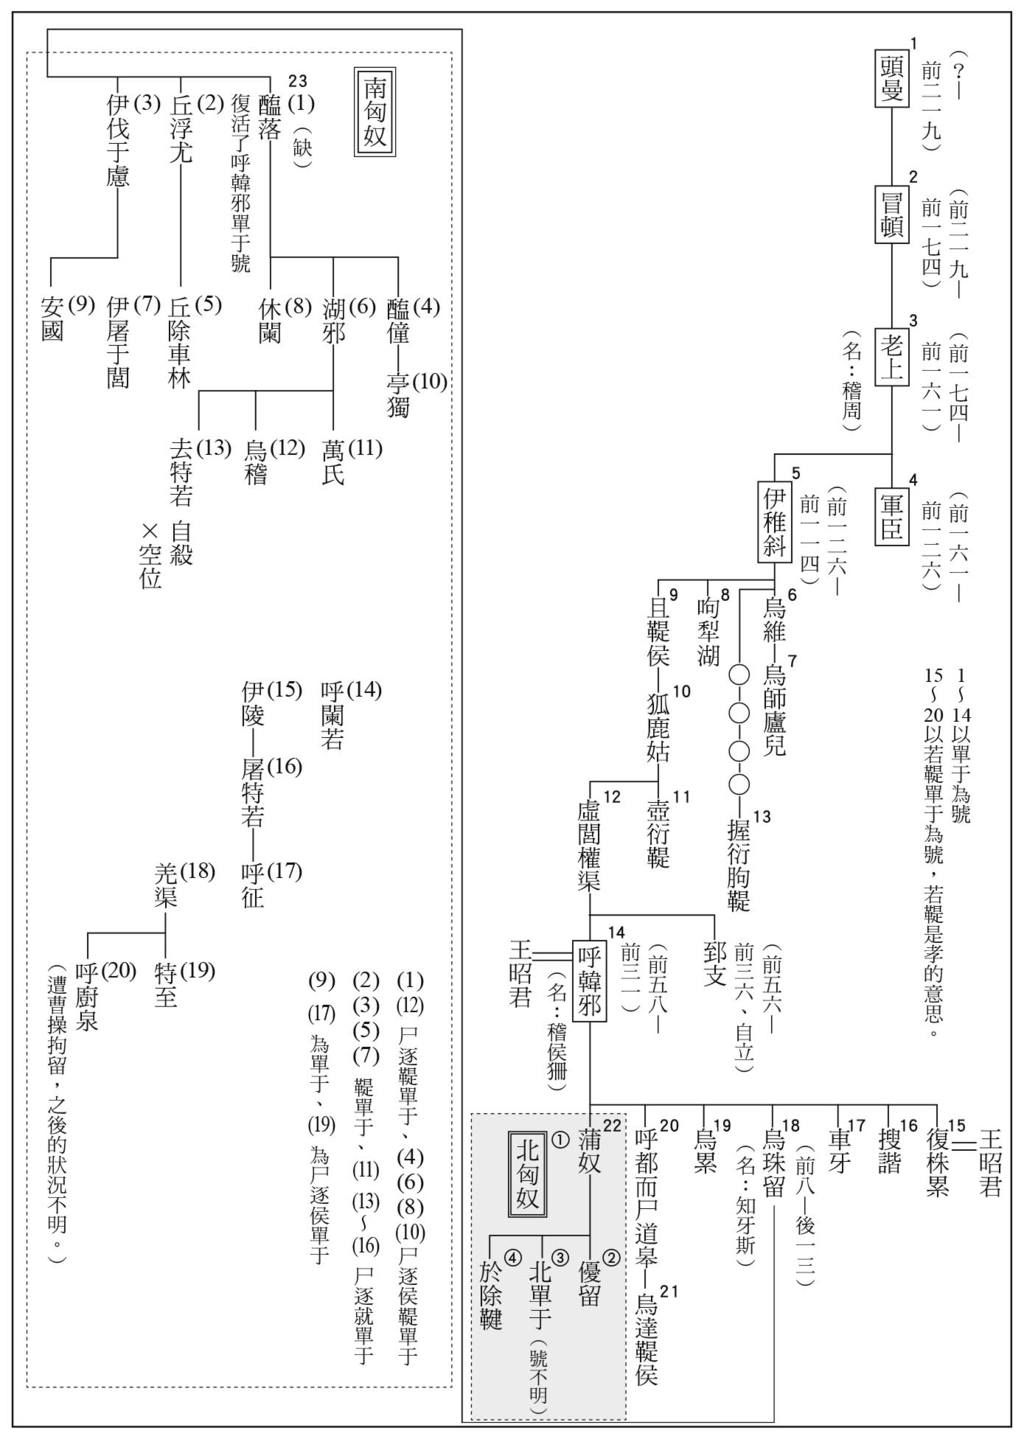 1
頭曼
（？—
前二一九）
2
冒頓
（前二一九—
前一七四）
3
老上
（前一七四—
前一六一）
（名：稽周）
4
軍臣
（前一六一—
前一二六）
5
伊稚斜
（前一二六—
前一一四）
6
烏維
7
烏師廬兒
8
呴犁湖
9
且鞮侯
10
狐鹿姑
11
壺衍鞮
12
虛閭權渠
13
握衍朐鞮
1～14以單于為號
15～20以若鞮單于為號，若鞮是孝的意思。
郅支
（前五六—
前三六、自立）
14
呼韓邪
（前五八—
前三一）
（名：稽侯狦）
王昭君
王昭君
15
復株累
16
搜諧
17
車牙
18
烏珠留
（前八—後一三）
（名：知牙斯）
19
烏累
20
呼都而尸道皋
21
烏達鞮侯
22
蒲奴
①
北匈奴
②
優留
③
北單于（號不明）
④
於除鞬
南匈奴
23
醢落(1)（缺）
復活了呼韓邪單于號
丘浮尤(2)
伊伐于慮(3)
醢僮(4)
湖邪(6)
休闌(8)
丘除車林(5)
伊屠于閭(7)
安國(9)
亭獨(10)
萬氏(11)
烏稽(12)
去特若(13)
自殺
×空位
呼闌若(14)
伊陵(15)
屠特若(16)
呼征(17)
羌渠(18)
特至(19)
呼廚泉(20)
（遭曹操拘留，之後的狀況不明。）
(1)(12)尸逐鞮單于、(4)(6)(8)(10)尸逐侯鞮單于
(2)(3)(5)(7)鞮單于、(11)(13)～(16)尸逐就單于
(9)(17)為單于、(19)為尸逐侯單于